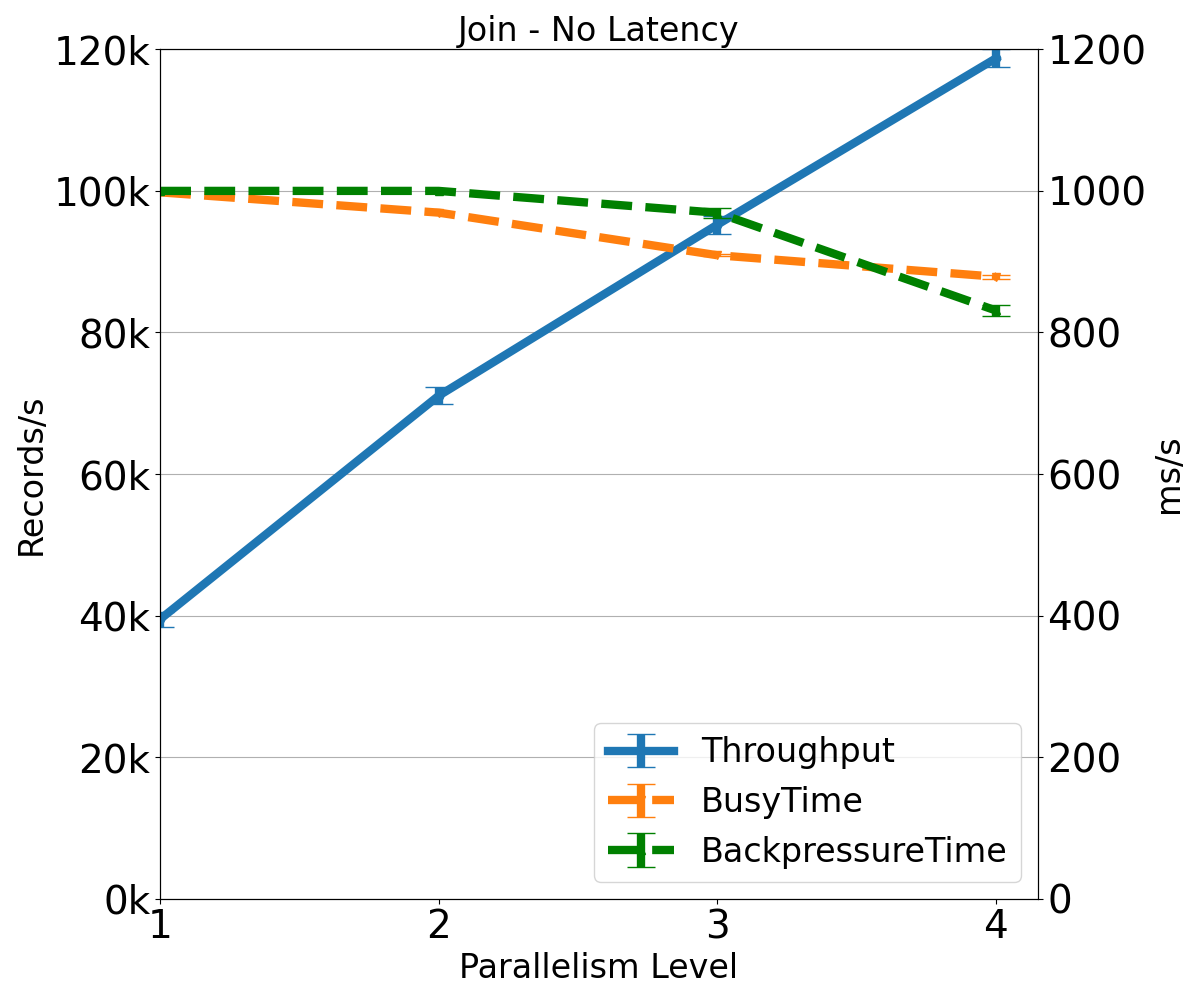 Join - No Latency
120k
100k
80k
60k
40k
20k
0k
Records/s
1200
1000
800
600
400
200
0
ms/s
Throughput
BusyTime
BackpressureTime
1 2 3 4
Parallelism Level